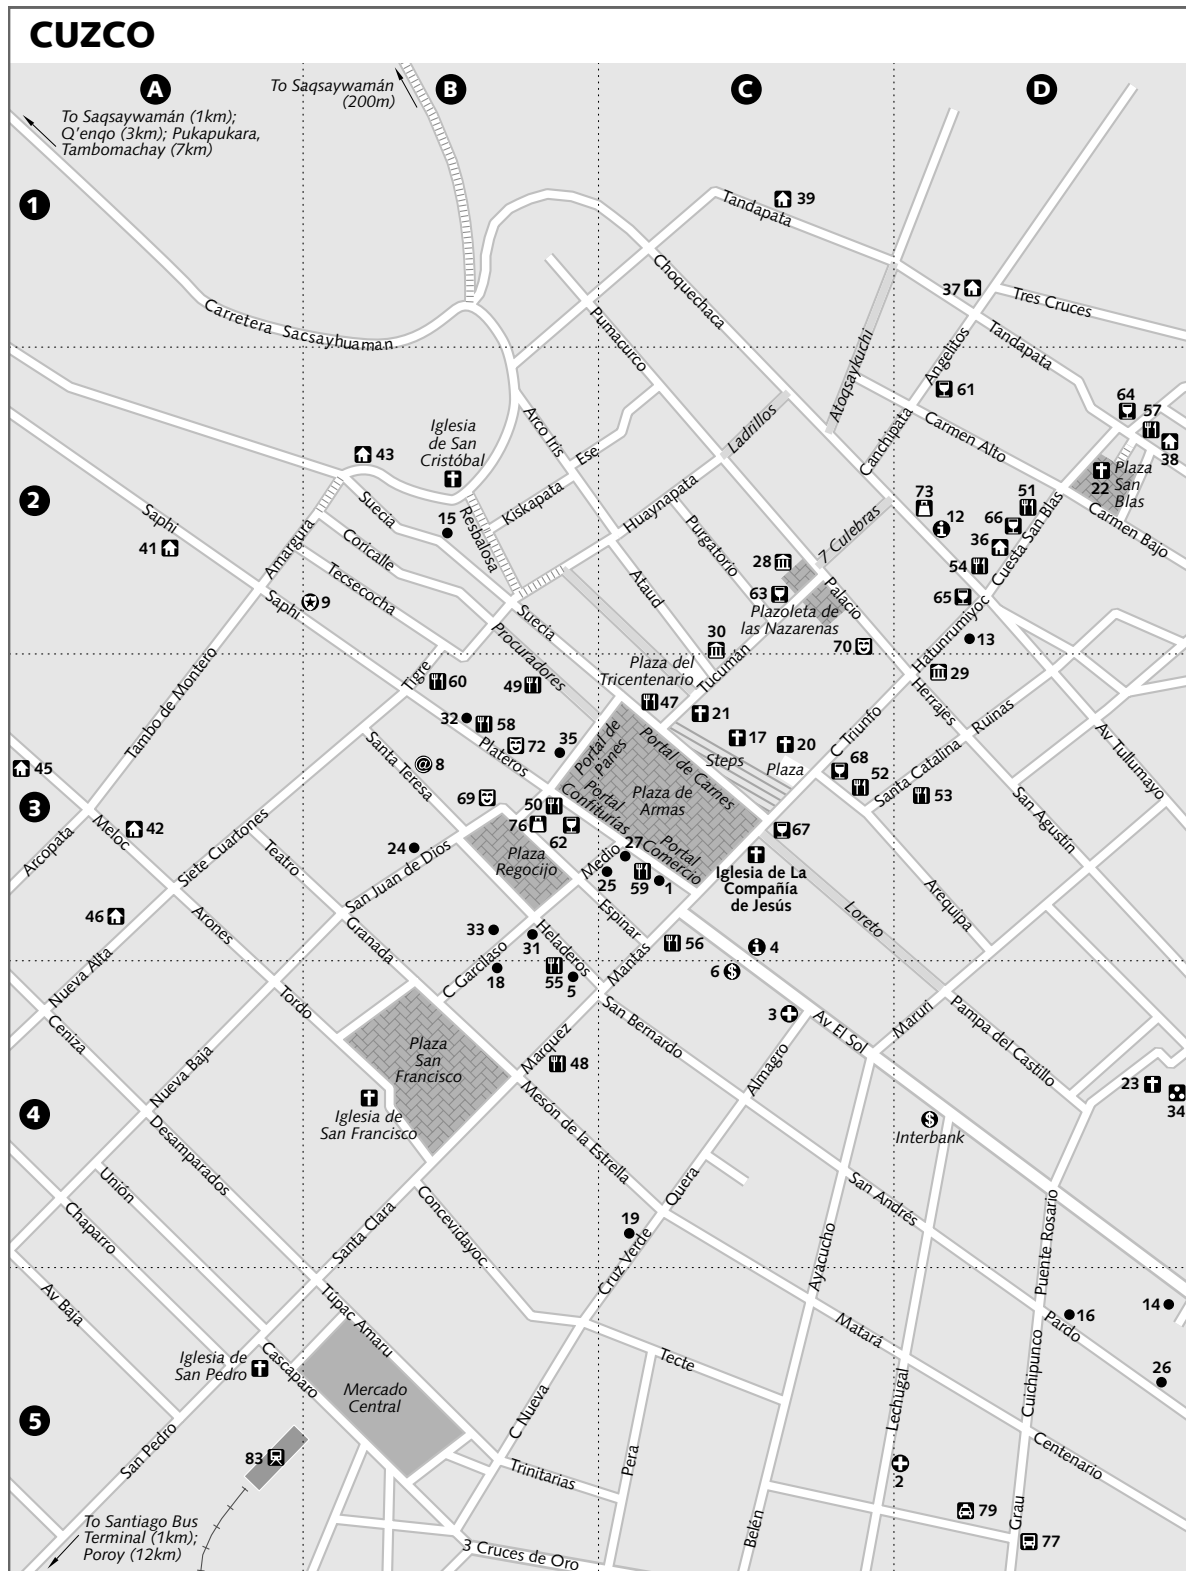 CUZCO
A
B
C
D
To Saqsaywamán
(200m)
To Saqsaywamán (1km);
Q'enqo (3km); Pukapukara,
Tambomachay (7km)
1
39
Tandapata
Choquechaca
37
Tres Cruces
Carretera Sacsayhuaman
Pumacurco
Tandapata
Angelitos
Atoqsaykuchi
61
64
57
38
Arco Iris
Ladrillos
Canchipata
Carmen Alto
Iglesia
de San
Cristóbal
43
Ese
Plaza
San
Blas
22
2
Suecia
Kiskapata
Huaynapata
73
51
Saphi
15
Resbalosa
7 Culebras
12
66
Carmen Bajo
41
Amargura
Coricalle
Purgatorio
36
Cuesta San Blas
28
54
Tecsecocha
Ataud
63
Palacio
65
Saphi
9
Suecia
Plazoleta de
las Nazarenas
Hatunrumiyoc
13
30
70
Procuradores
Plaza del
Tricentenario
Tucumán
29
Tigre
60
49
47
21
Herrajes
Tambo de Montero
32
58
Portal de
Panes
Portal de Carnes
17
20
C Triunfo
Ruinas
Av Tullumayo
Santa Teresa
Plateros
72
35
Steps
Plaza
68
Santa Catalina
45
8
52
3
69
50
Portal
Confiturías
Plaza de
Armas
53
San Agustín
Arcopata
Meloc
42
Siete Cuartones
76
62
67
Teatro
24
San Juan de Dios
Plaza
Regocijo
Medio
27
Portal
Comercio
25
59
1
Iglesia de La
Compañía
de Jesús
Arequipa
46
Arones
Granada
33
31
Heladeros
Espinar
Loreto
56
4
Nueva Alta
C Garcilaso
18
55
5
Mantas
6
Tordo
San Bernardo
3
Av El Sol
Maruri
Pampa del Castillo
Ceniza
Plaza
San
Francisco
Marquez
48
Nueva Baja
Almagro
23
34
4
Iglesia de
San Francisco
Mesón de la Estrella
Interbank
Desamparados
Unión
Quera
San Andrés
Chaparro
Santa Clara
Concevidayoc
19
Cruz Verde
Ayacucho
Puente Rosario
Av Baja
Túpac Amaru
Matará
16
14
Pardo
Iglesia de
San Pedro
Cascaparo
Tecte
26
Mercado
Central
Lechugal
Cuichipunco
5
C Nueva
San Pedro
83
Pera
Centenario
Trinitarias
2
79
Grau
To Santiago Bus
Terminal (1km);
Poroy (12km)
Belén
77
3 Cruces de Oro